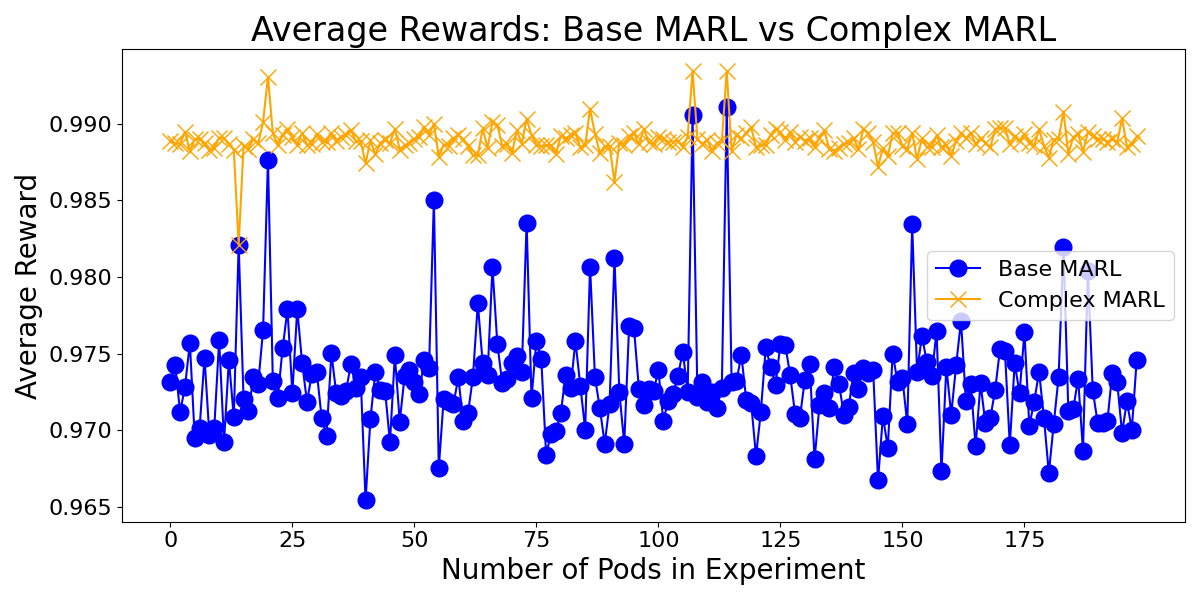 Average Rewards: Base MARL vs Complex MARL
Average Reward
0.990
0.985
0.980
0.975
0.970
0.965
Base MARL
Complex MARL
0 25 50 75 100 125 150 175
Number of Pods in Experiment